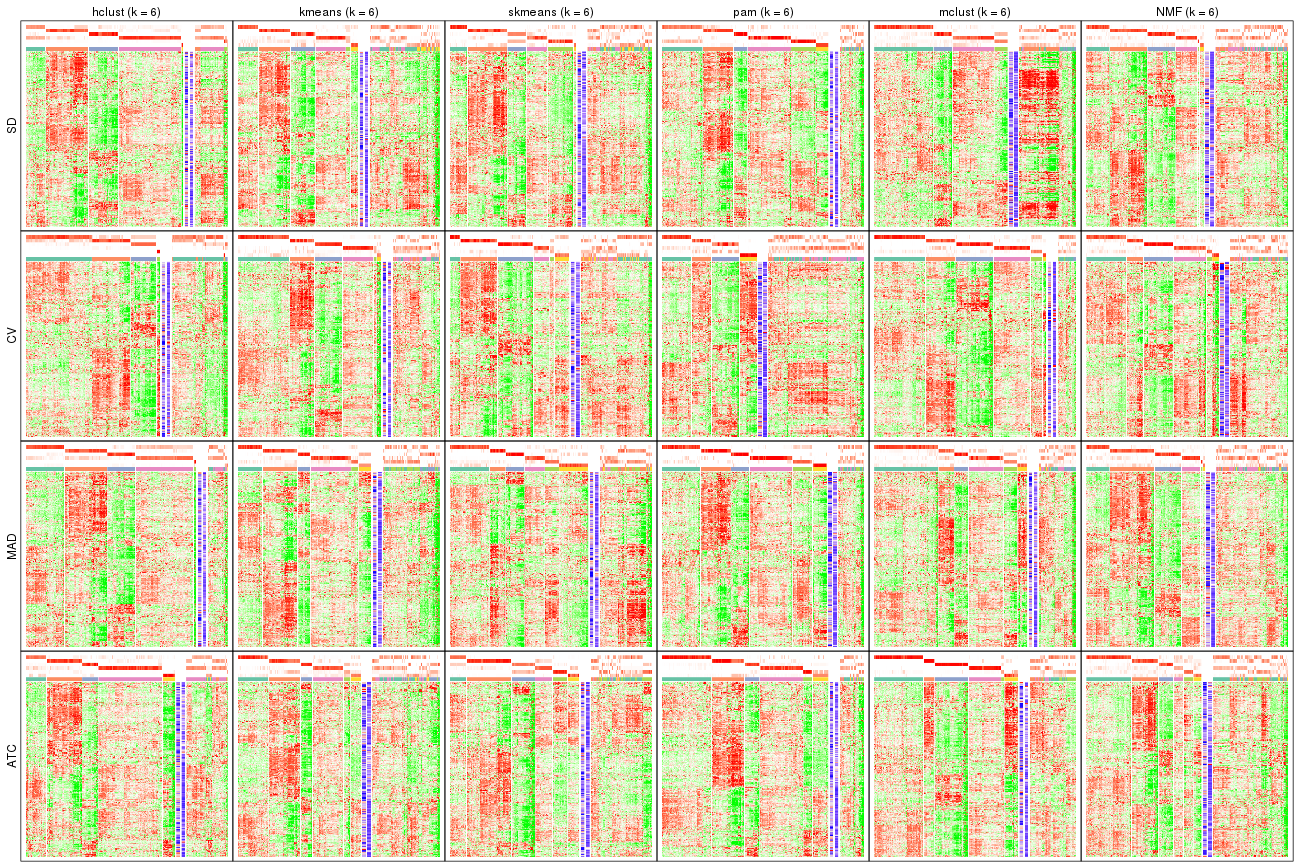 hclust (k = 6) kmeans (k = 6) skmeans (k = 6) pam (k = 6) mclust (k = 6) NMF (k = 6)
SD
CV
MAD
ATC